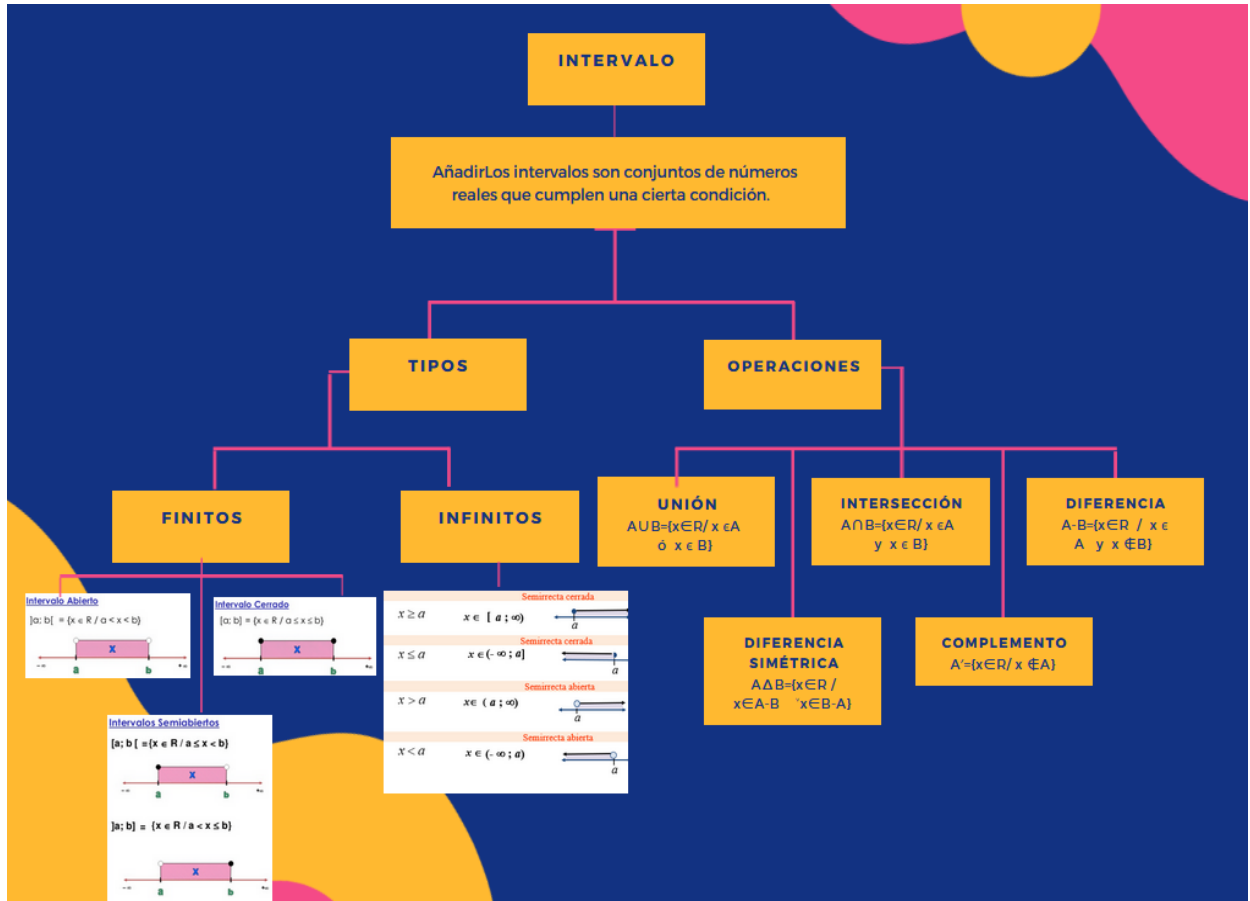 INTERVALO
AñadirLos intervalos son conjuntos de números
reales que cumplen una cierta condición.
TIPOS
OPERACIONES
FINITOS
INFINITOS
UNIÓN
A∪B={x∈R/ x ϵA
ó x ϵ B}
INTERSECCIÓN
A∩B={x∈R/ x ϵA
y x ϵ B}
DIFERENCIA
A-B={x∈R / x ϵ
A y x ∉B}
Intervalo Abierto
]a; b[ = {x ∈ R / a < x < b}
x
-∞ a b +∞
Intervalo Cerrado
[a; b] = {x ∈ R / a ≤ x ≤ b}
x
-∞ a b +∞
Semirrecta cerrada
x ≥ a x ∈ [ a ; ∞)
a
Semirrecta cerrada
x ≤ a x ∈ (- ∞ ; a]
a
Semirrecta abierta
x > a x∈ ( a ; ∞)
a
Semirrecta abierta
x < a x ∈ (- ∞ ; a)
a
DIFERENCIA
SIMÉTRICA
A∆B={x∈R /
x∈A-B ˇx∈B-A}
COMPLEMENTO
A′={x∈R/ x ∉A}
Intervalos Semiabiertos
[a; b [ ={x ∈ R / a ≤ x < b}
x
-∞ a b +∞
]a; b] = {x ∈ R / a < x ≤ b}
x
-∞ a b +∞